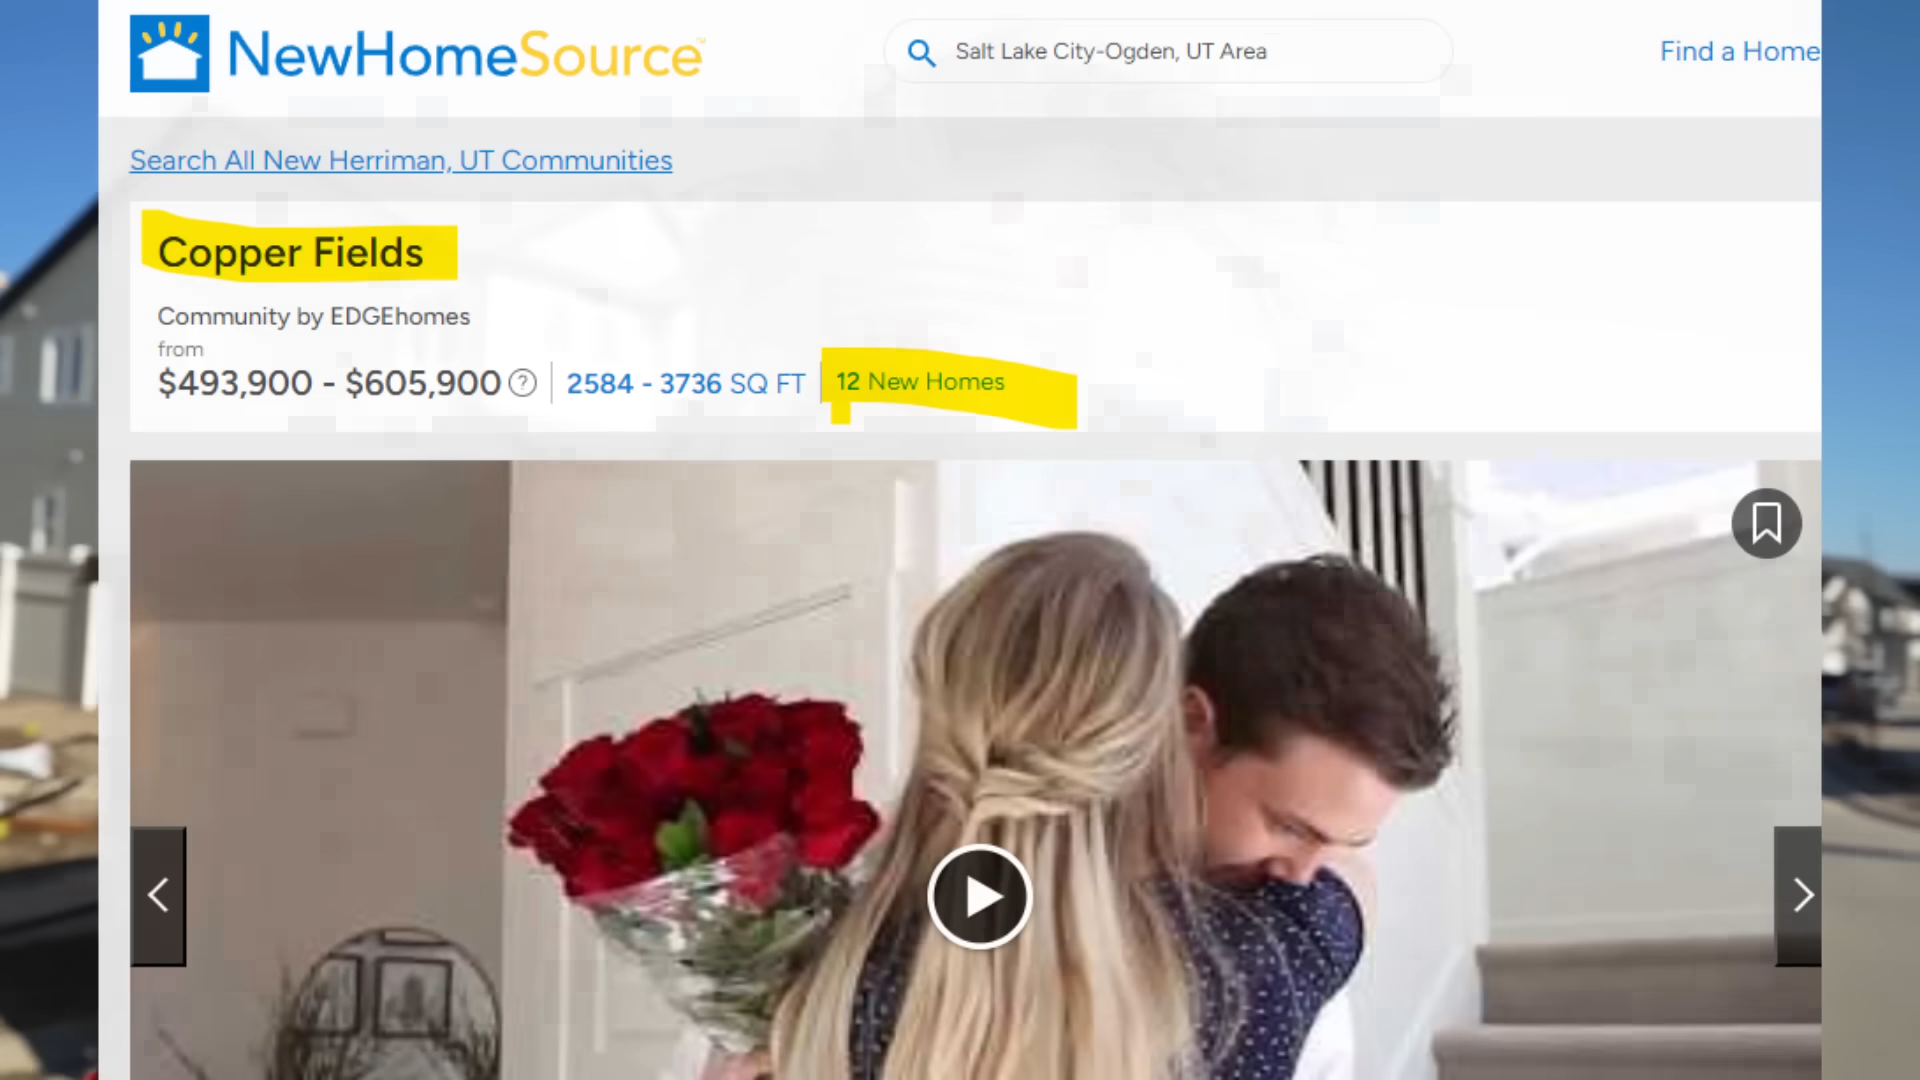 NewHomeSource™
Salt Lake City-Ogden, UT Area
Find a Home
Search All New Herriman, UT Communities
Copper Fields
Community by EDGEhomes
from
$493,900 - $605,900 ? 2584 - 3736 SQ FT 12 New Homes